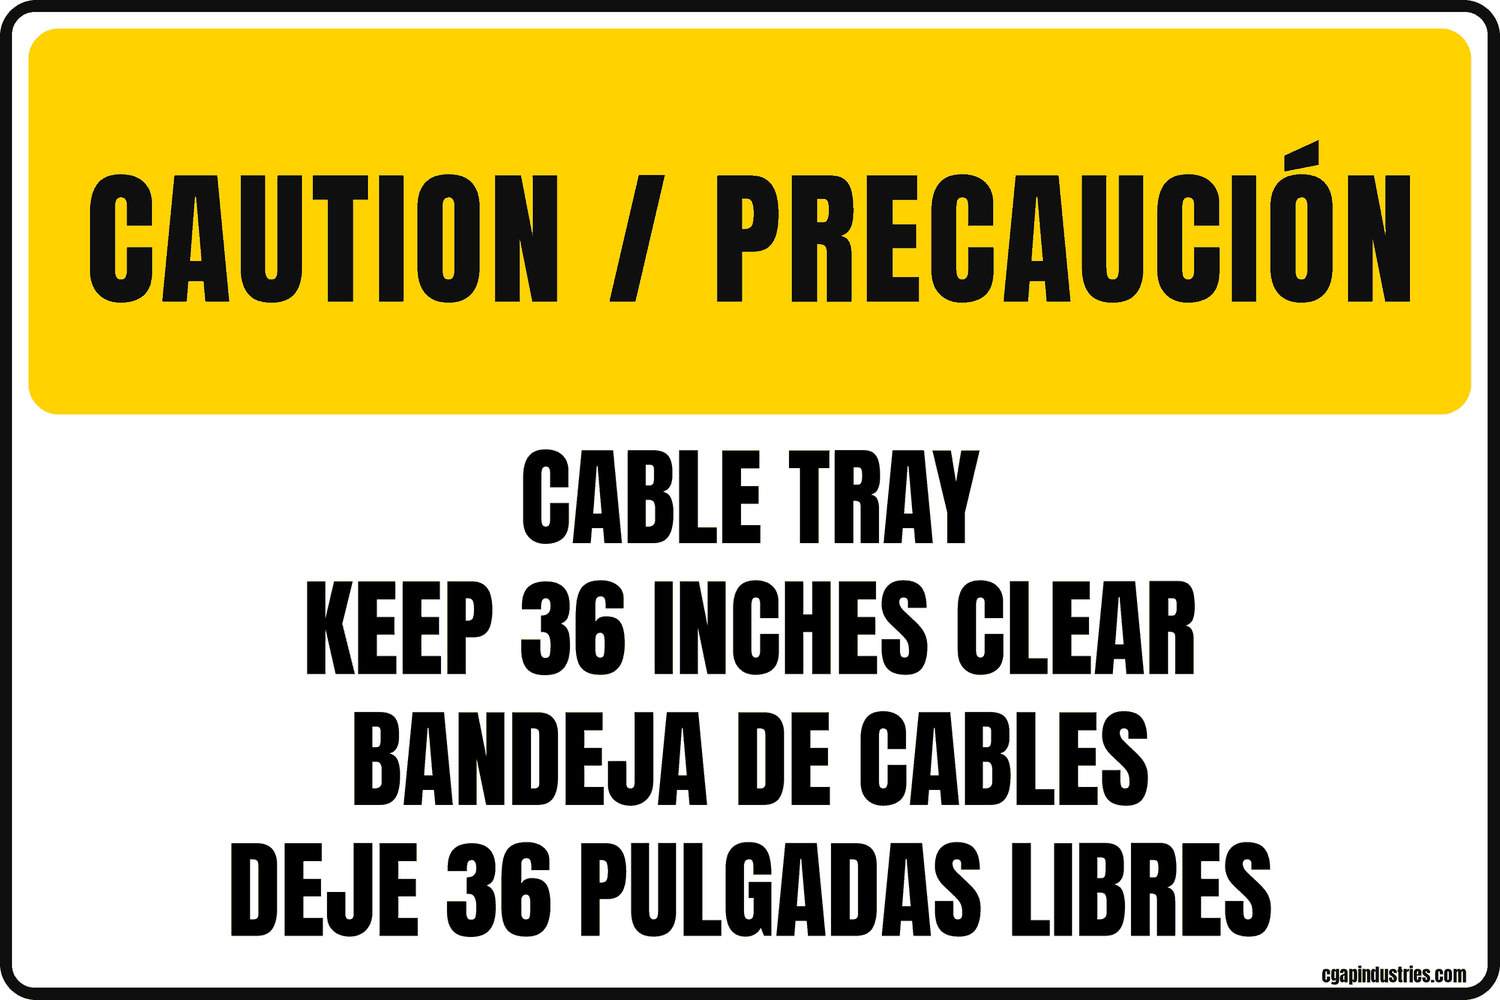 CAUTION / PRECAUCIÓN
CABLE TRAY
KEEP 36 INCHES CLEAR
BANDEJA DE CABLES
DEJE 36 PULGADAS LIBRES
cgapindustries.com